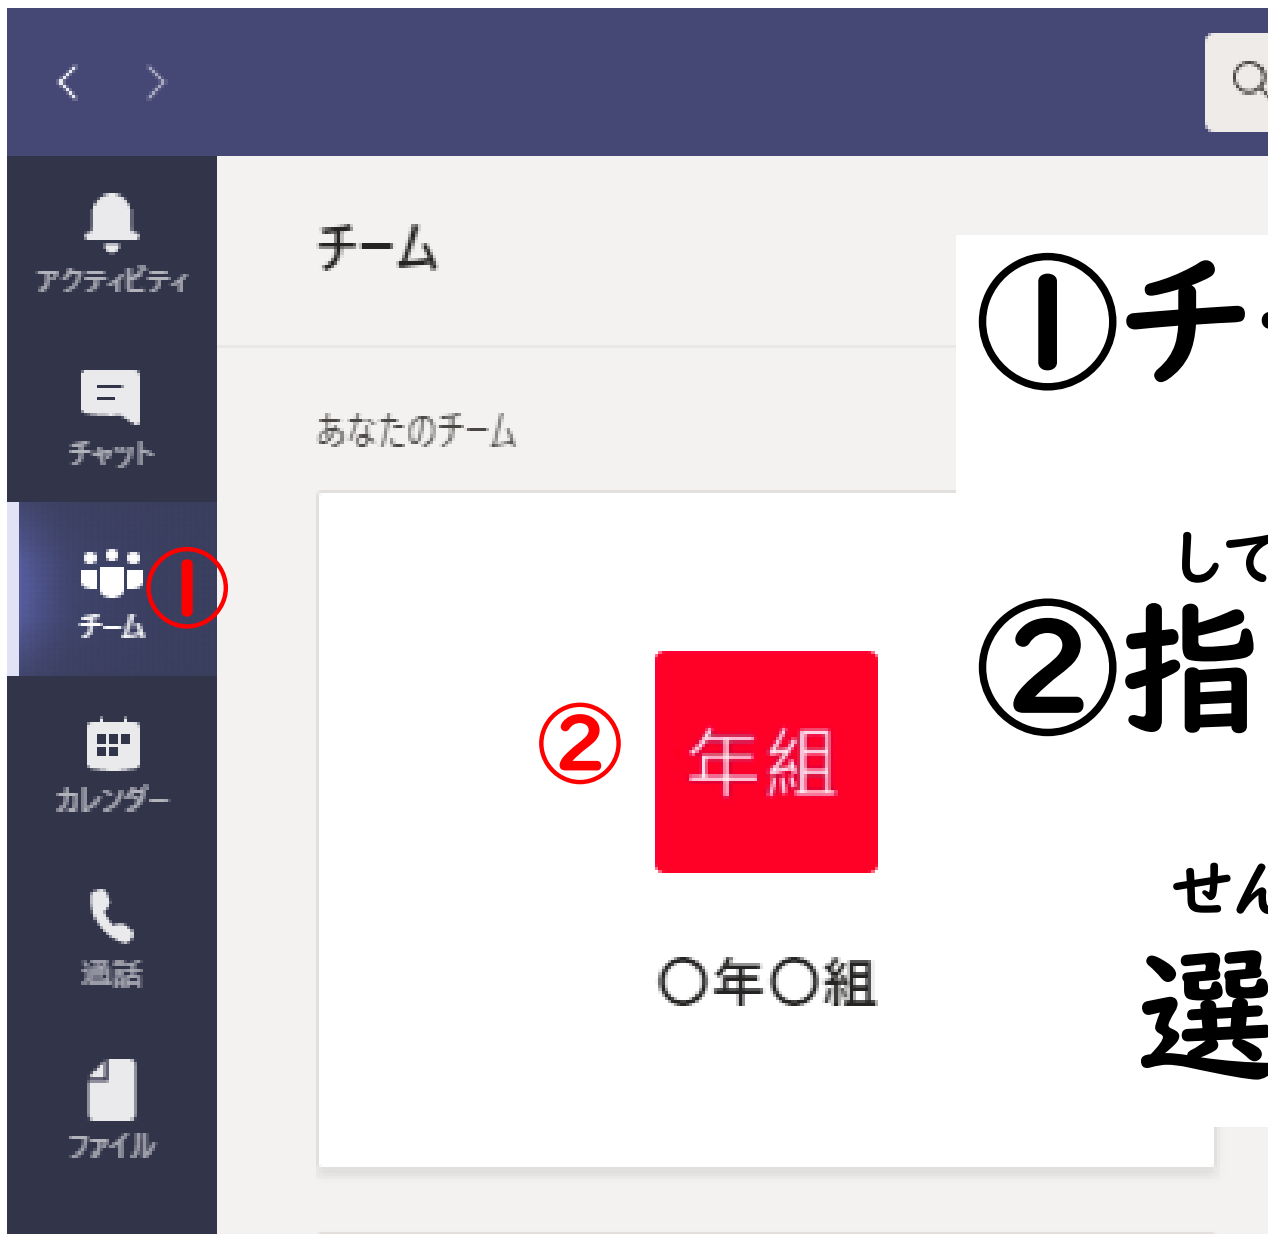 アクティビティ
チャット
チーム
①
カレンダー
通話
ファイル
チーム
あなたのチーム
②
年組
〇年〇組
①チー
して
②指
せん
選